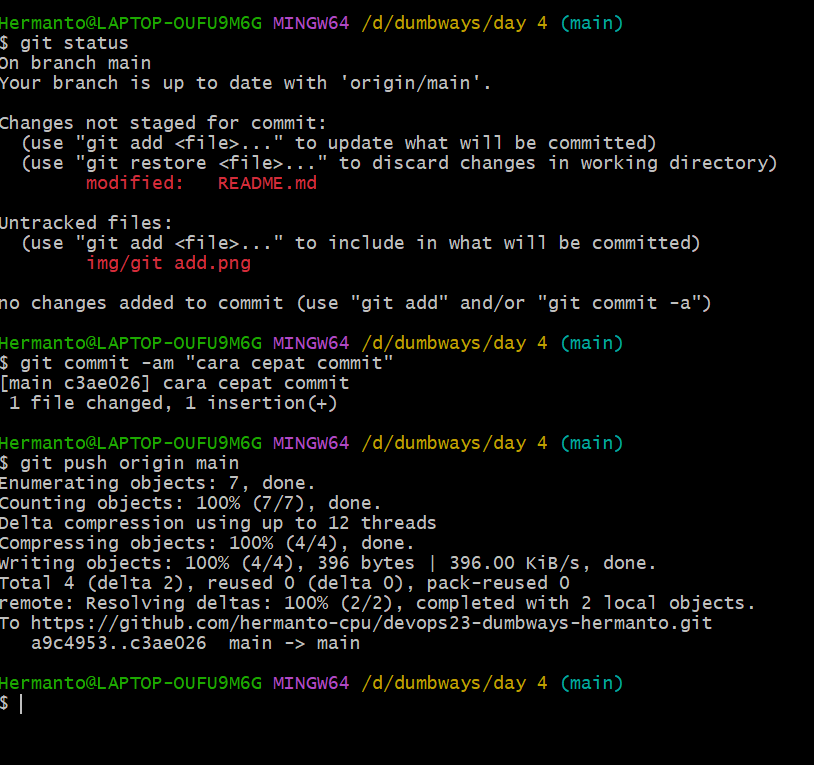 Hermanto@LAPTOP-OUFU9M6G MINGW64 /d/dumbways/day 4 (main)
$ git status
On branch main
Your branch is up to date with 'origin/main'.
Changes not staged for commit:
(use "git add <file>..." to update what will be committed)
(use "git restore <file>..." to discard changes in working directory)
modified:   README.md
Untracked files:
(use "git add <file>..." to include in what will be committed)
img/git add.png
no changes added to commit (use "git add" and/or "git commit -a")
Hermanto@LAPTOP-OUFU9M6G MINGW64 /d/dumbways/day 4 (main)
$ git commit -am "cara cepat commit"
[main c3ae026] cara cepat commit
1 file changed, 1 insertion(+)
Hermanto@LAPTOP-OUFU9M6G MINGW64 /d/dumbways/day 4 (main)
$ git push origin main
Enumerating objects: 7, done.
Counting objects: 100% (7/7), done.
Delta compression using up to 12 threads
Compressing objects: 100% (4/4), done.
Writing objects: 100% (4/4), 396 bytes | 396.00 KiB/s, done.
Total 4 (delta 2), reused 0 (delta 0), pack-reused 0
remote: Resolving deltas: 100% (2/2), completed with 2 local objects.
To https://github.com/hermanto-cpu/devops23-dumbways-hermanto.git
a9c4953..c3ae026  main -> main
Hermanto@LAPTOP-OUFU9M6G MINGW64 /d/dumbways/day 4 (main)
$